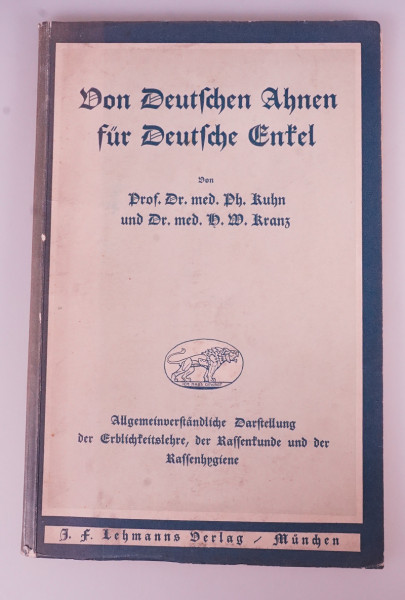 Von Deutschen Ahnen
für Deutsche Enkel
Von
Prof. Dr. med. Ph. Kuhn
und Dr. med. H. W. Kranz
Allgemeinverständliche Darstellung
der Erblichkeitslehre, der Rassenkunde und der
Rassenhygiene
J. F. Lehmanns Verlag / München